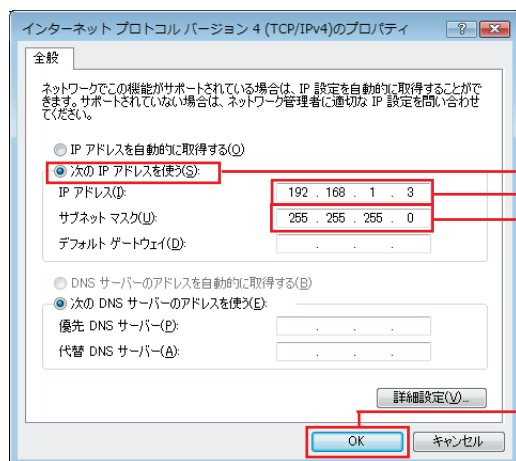 インターネット プロトコル バージョン 4 (TCP/IPv4)のプロパティ
全般
ネットワークでこの機能がサポートされている場合は、IP 設定を自動的に取得することがで
きます。サポートされていない場合は、ネットワーク管理者に適切な IP 設定を問い合わせ
てください。
IP アドレスを自動的に取得する(O)
次の IP アドレスを使う(S):
IP アドレス(I): 192 . 168 . 1 . 3
サブネット マスク(U): 255 . 255 . 255 . 0
デフォルト ゲートウェイ(D): . . .
DNS サーバーのアドレスを自動的に取得する(B)
次の DNS サーバーのアドレスを使う(E):
優先 DNS サーバー(P): . . .
代替 DNS サーバー(A): . . .
詳細設定(V)...
OK キャンセル